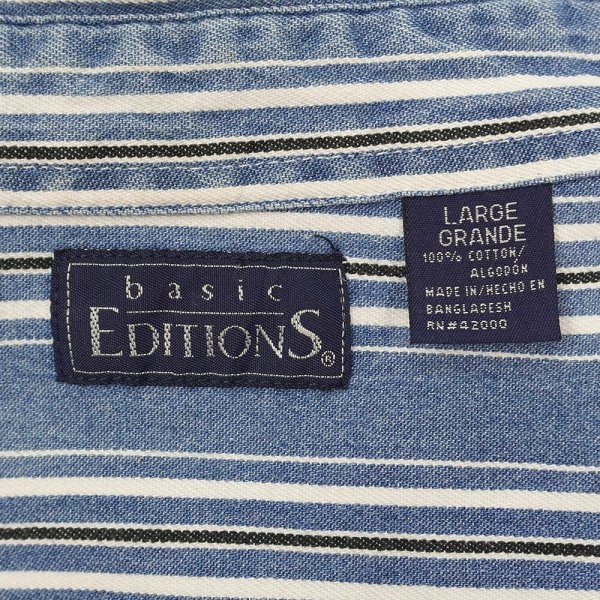 basic
EDITIONS®
LARGE
GRANDE
100% COTTON/
ALGODÓN
MADE IN/HECHO EN
BANGLADESH
RN#42000